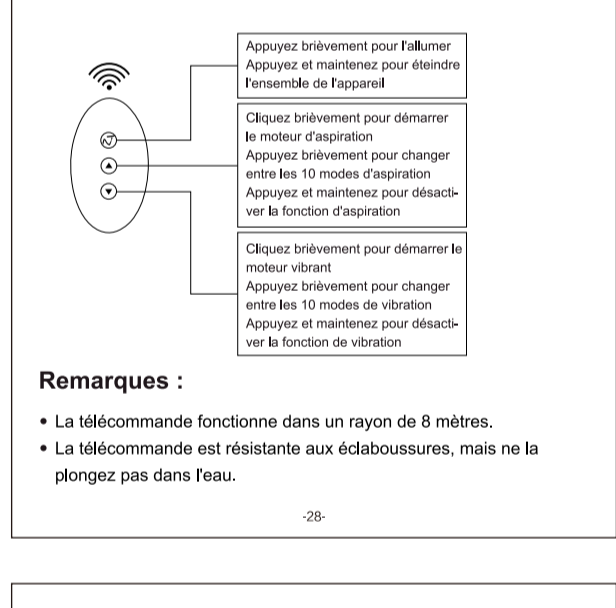 Appuyez brièvement pour l'allumer
Appuyez et maintenez pour éteindre
l'ensemble de l'appareil
Cliquez brièvement pour démarrer
le moteur d'aspiration
Appuyez brièvement pour changer
entre les 10 modes d'aspiration
Appuyez et maintenez pour désacti-
ver la fonction d'aspiration
Cliquez brièvement pour démarrer le
moteur vibrant
Appuyez brièvement pour changer
entre les 10 modes de vibration
Appuyez et maintenez pour désacti-
ver la fonction de vibration
Remarques :
• La télécommande fonctionne dans un rayon de 8 mètres.
• La télécommande est résistante aux éclaboussures, mais ne la
plongez pas dans l'eau.
-28-